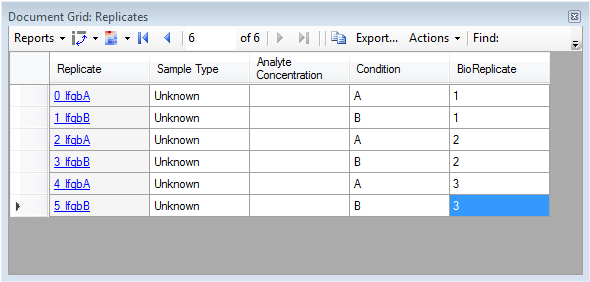 Document Grid: Replicates
Reports 6 of 6 Export... Actions Find:
Replicate Sample Type Analyte Concentration Condition BioReplicate
0_lfqbA Unknown A 1
1_lfqbB Unknown B 1
2_lfqbA Unknown A 2
3_lfqbB Unknown B 2
4_lfqbA Unknown A 3
5_lfqbB Unknown B 3